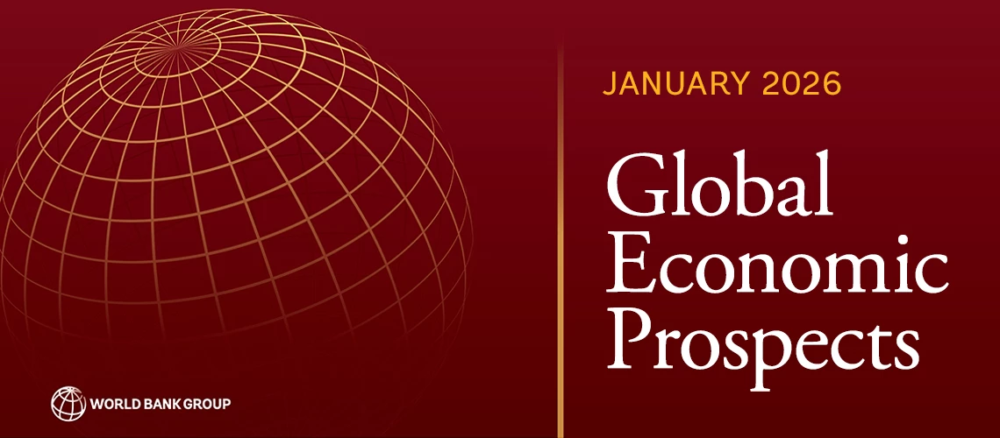 JANUARY 2026
Global
Economic
Prospects
WORLD BANK GROUP